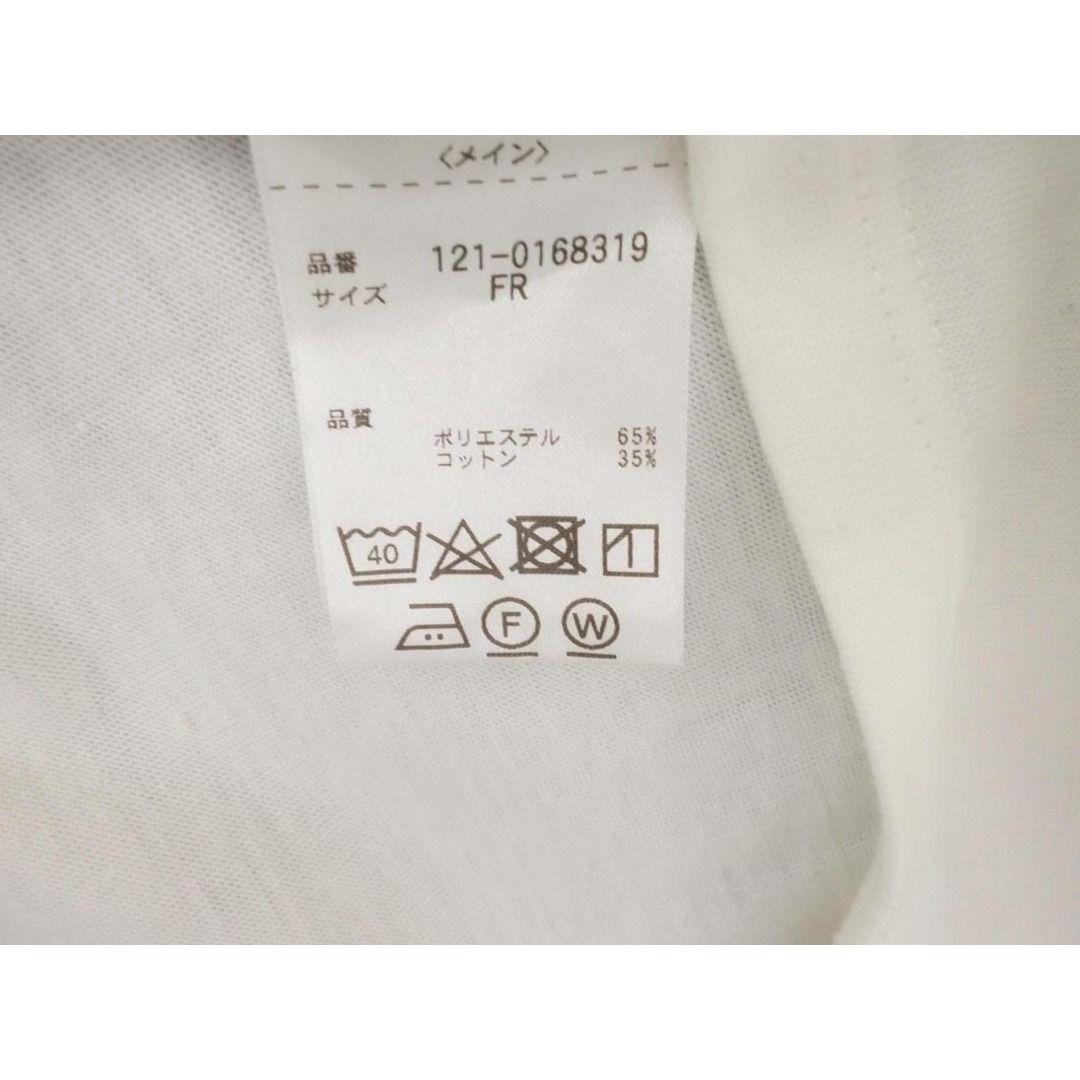 〈メイン〉
品番 121-0168319
サイズ FR
品質
ポリエステル 65%
コットン 35%
40
F W